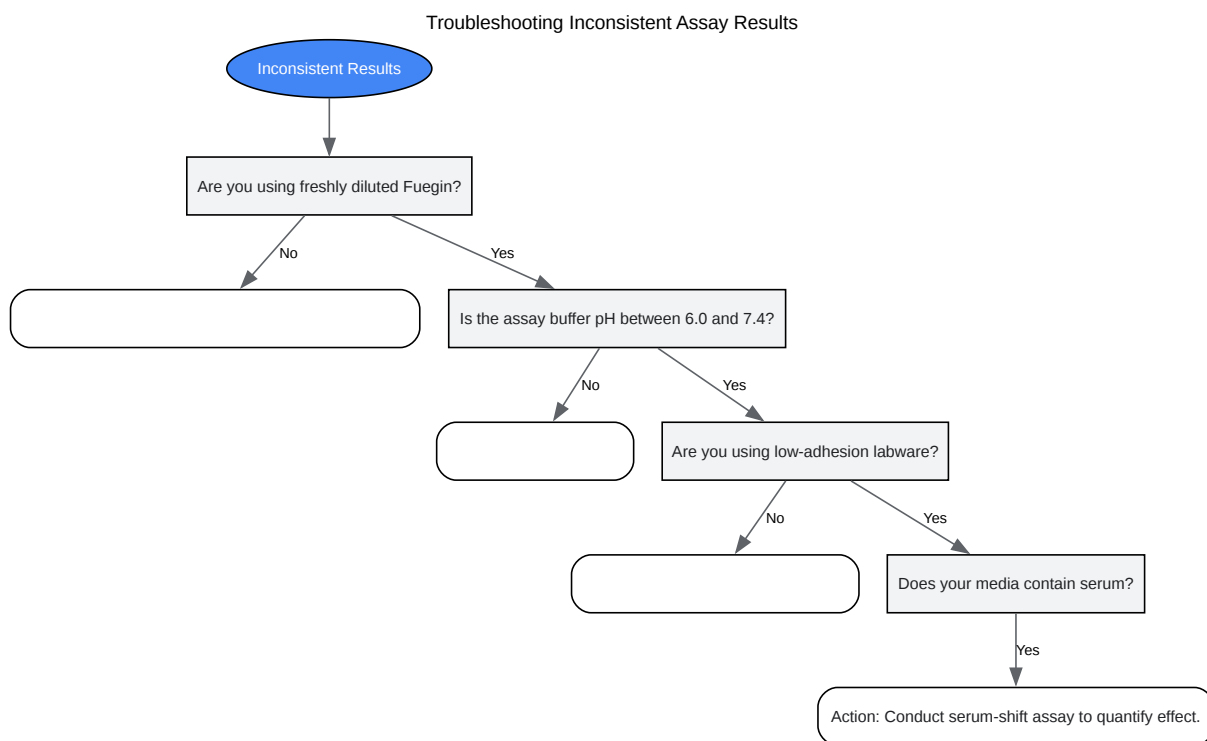 Troubleshooting Inconsistent Assay Results
Inconsistent Results
Are you using freshly diluted Fuegin?
No
Yes
Is the assay buffer pH between 6.0 and 7.4?
No
Yes
Are you using low-adhesion labware?
No
Yes
Does your media contain serum?
Yes
Action: Conduct serum-shift assay to quantify effect.